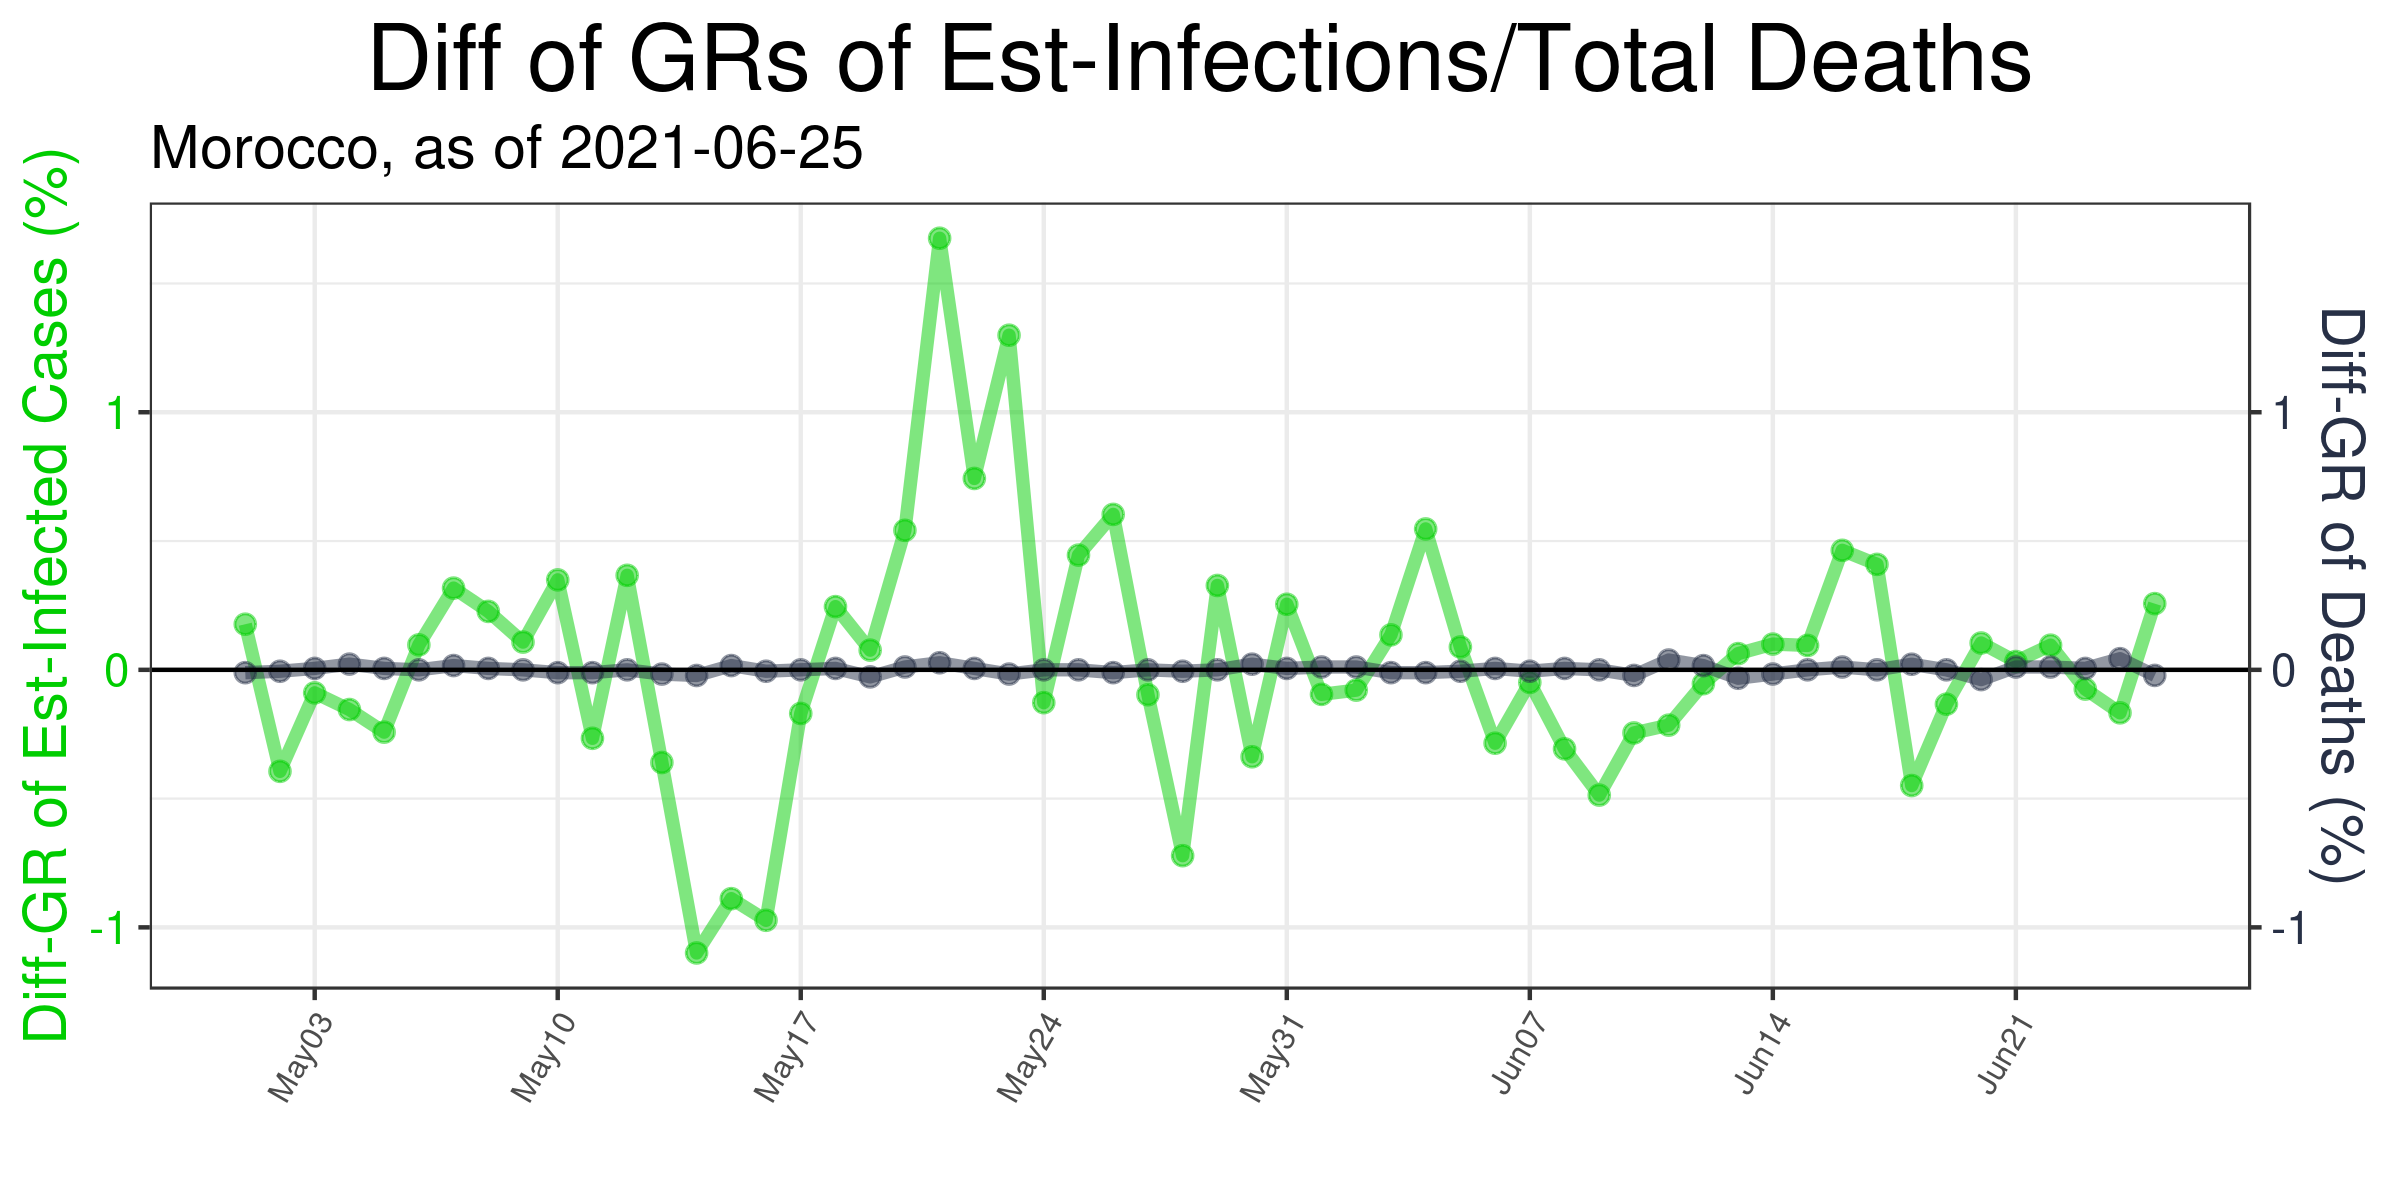 Diff of GRs of Est-Infections/Total Deaths
Morocco, as of 2021-06-25
Diff-GR of Est-Infected Cases (%)
1
0
-1
1
0
-1
Diff-GR of Deaths (%)
May03
May10
May17
May24
May31
Jun07
Jun14
Jun21